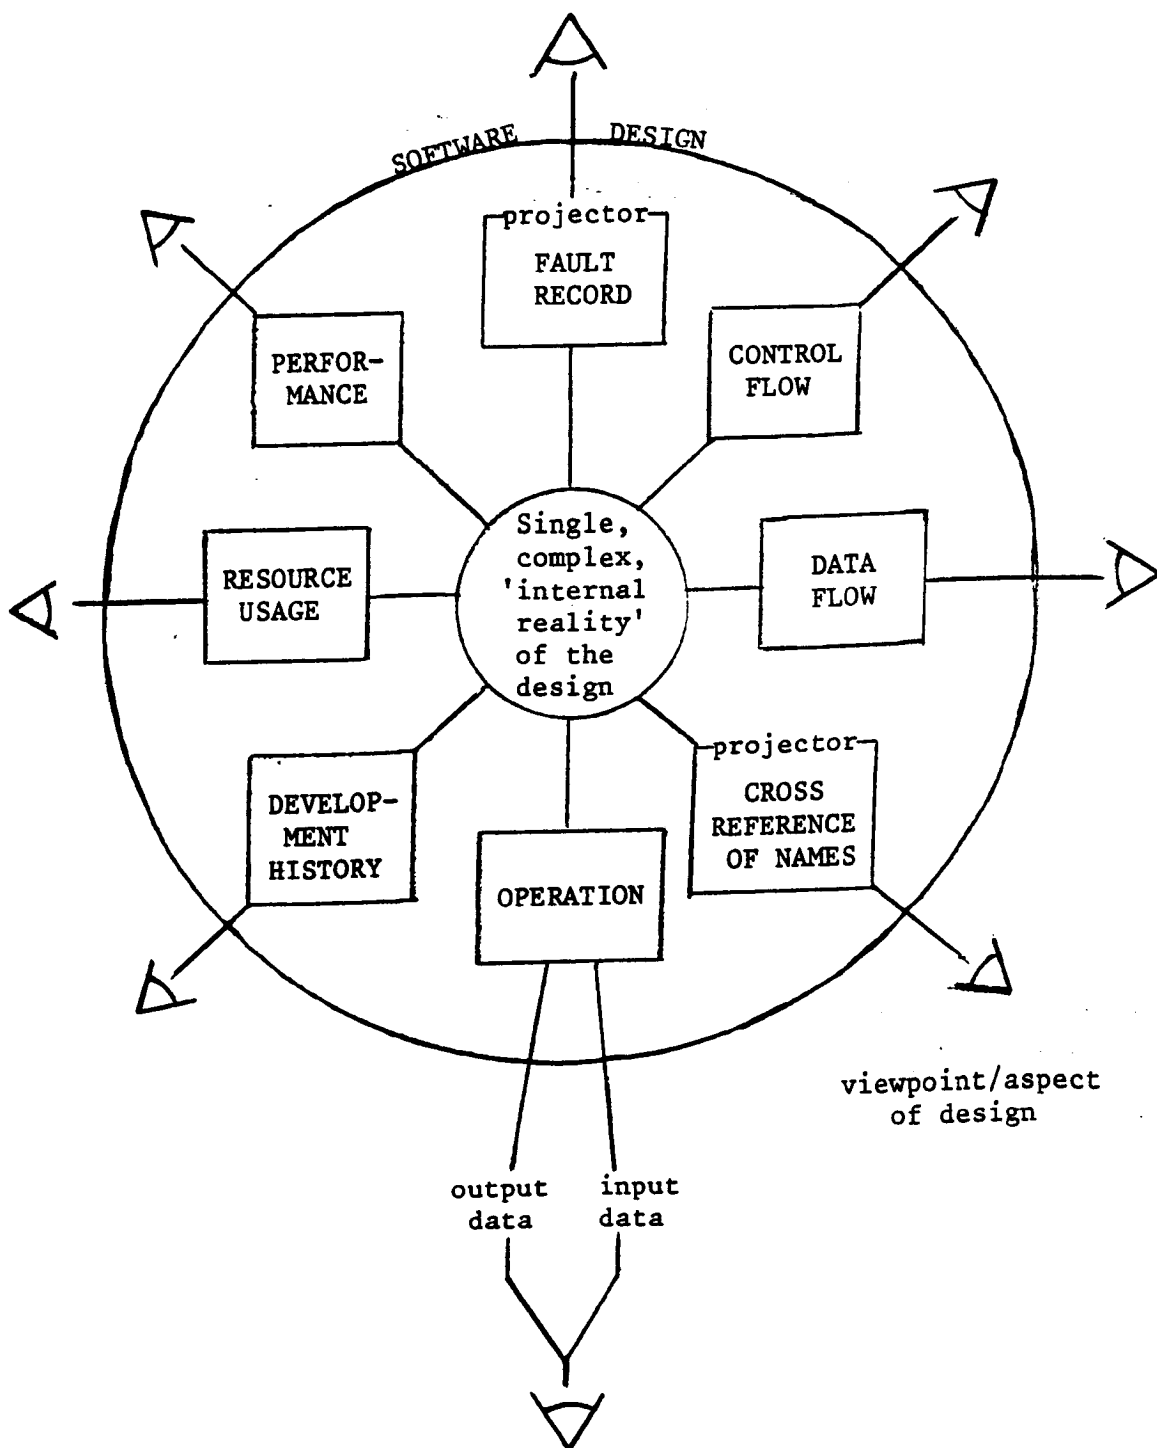 SOFTWARE DESIGN
projector
FAULT
RECORD
PERFOR-
MANCE
CONTROL
FLOW
RESOURCE
USAGE
Single,
complex,
'internal
reality'
of the
design
DATA
FLOW
DEVELOP-
MENT
HISTORY
OPERATION
projector
CROSS
REFERENCE
OF NAMES
viewpoint/aspect
of design
output
data
input
data